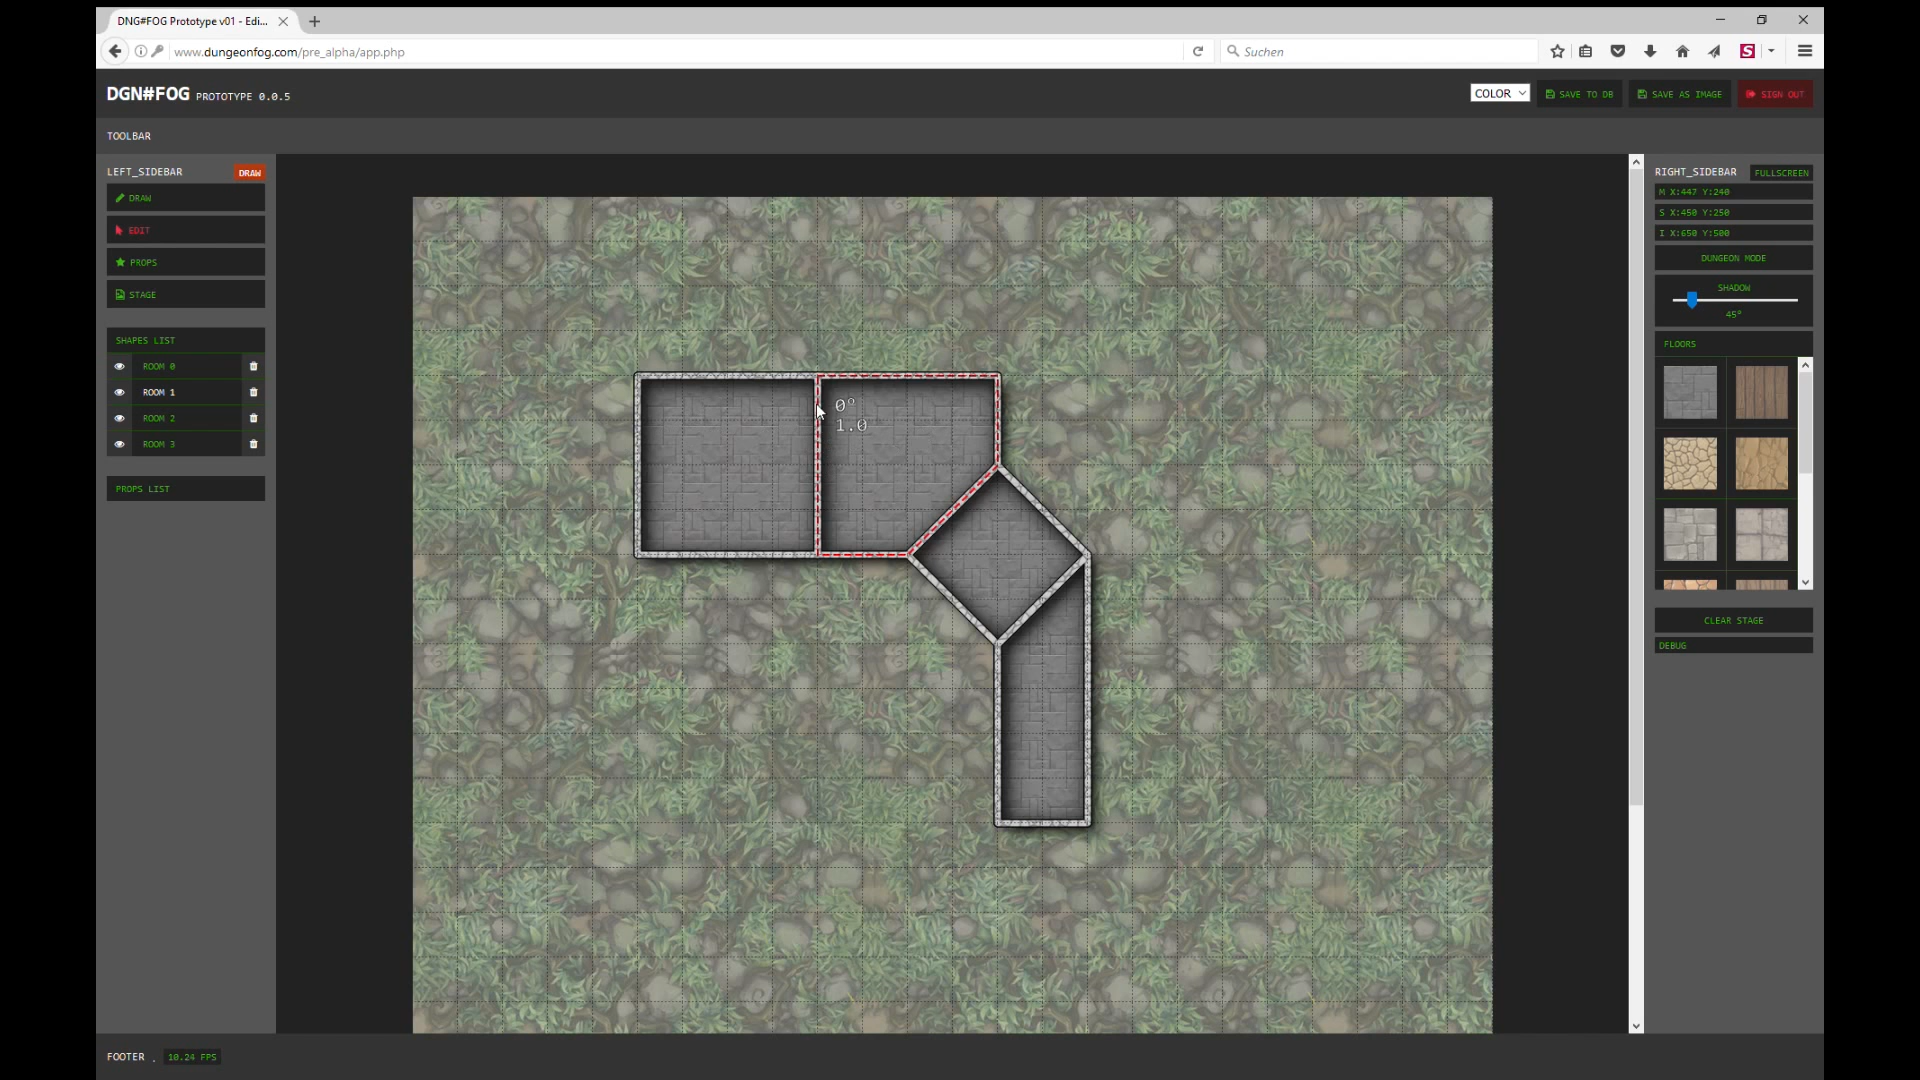 DNG#FOG Prototype v01 - Edi...
www.dungeonfog.com/pre_alpha/app.php
Suchen
S
DGN#FOG PROTOTYPE 0.0.5
COLOR
SAVE TO DB
SAVE AS IMAGE
SIGN OUT
TOOLBAR
LEFT_SIDEBAR
DRAW
DRAW
EDIT
PROPS
STAGE
SHAPES LIST
ROOM 0
ROOM 1
ROOM 2
ROOM 3
PROPS LIST
0°
1.0
RIGHT_SIDEBAR
FULLSCREEN
M X:447 Y:240
S X:450 Y:250
I X:650 Y:500
DUNGEON MODE
SHADOW
45°
FLOORS
CLEAR STAGE
DEBUG
FOOTER .
10.24 FPS